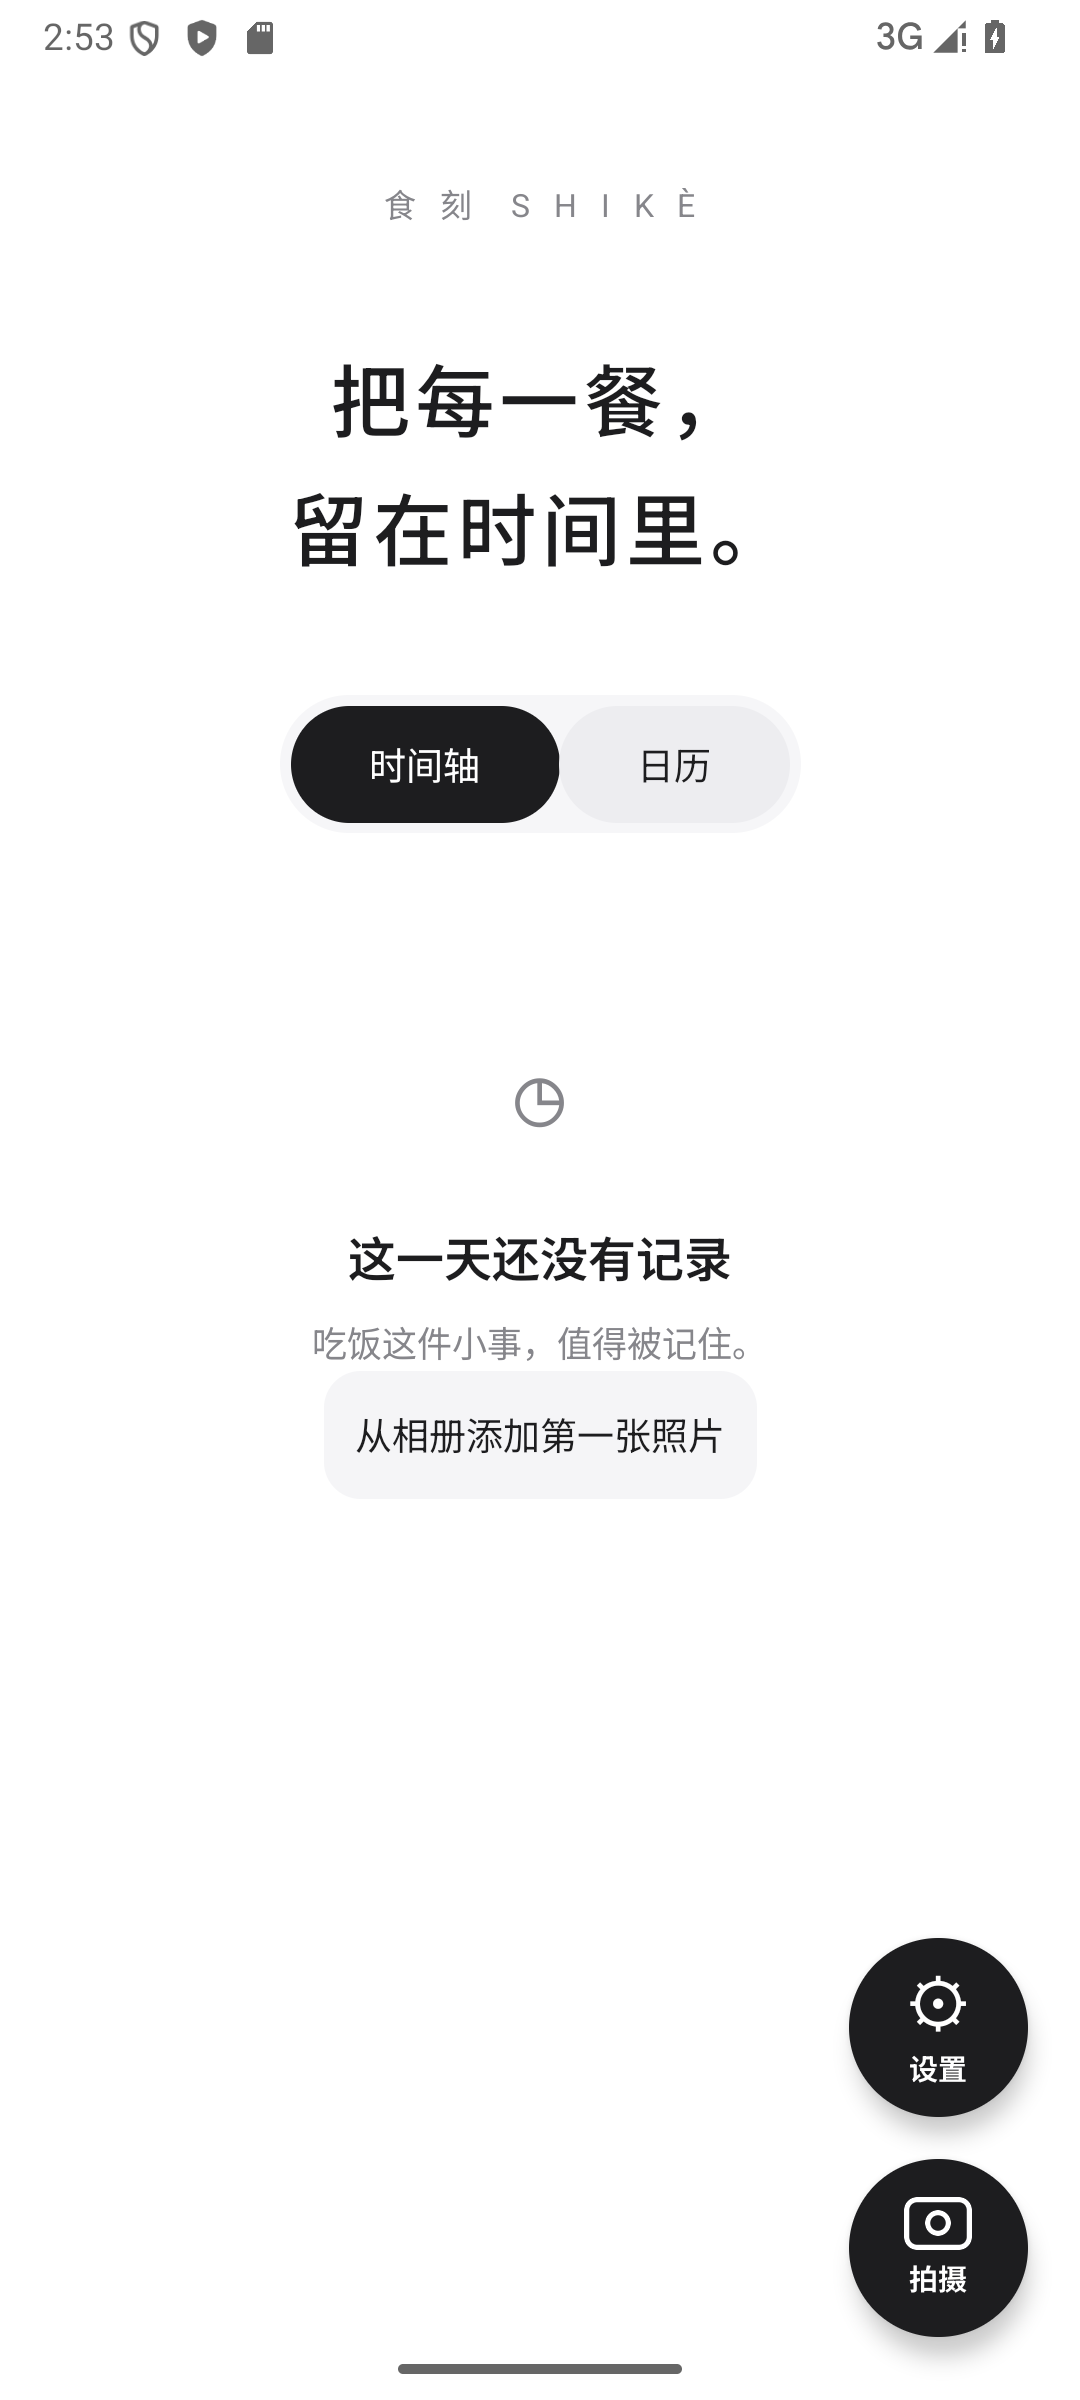 2:53
3G
食刻 SHIKÈ
把每一餐，
留在时间里。
时间轴
日历
这一天还没有记录
吃饭这件小事，值得被记住。
从相册添加第一张照片
设置
拍摄